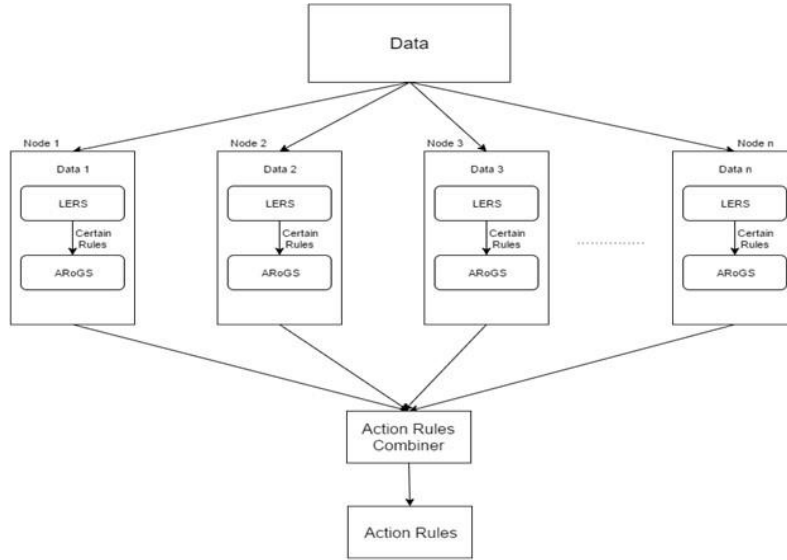 Data
Node 1
Node 2
Node 3
Node n
Data 1
Data 2
Data 3
Data n
LERS
LERS
LERS
LERS
Certain
Rules
Certain
Rules
Certain
Rules
Certain
Rules
ARoGS
ARoGS
ARoGS
ARoGS
Action Rules
Combiner
Action Rules